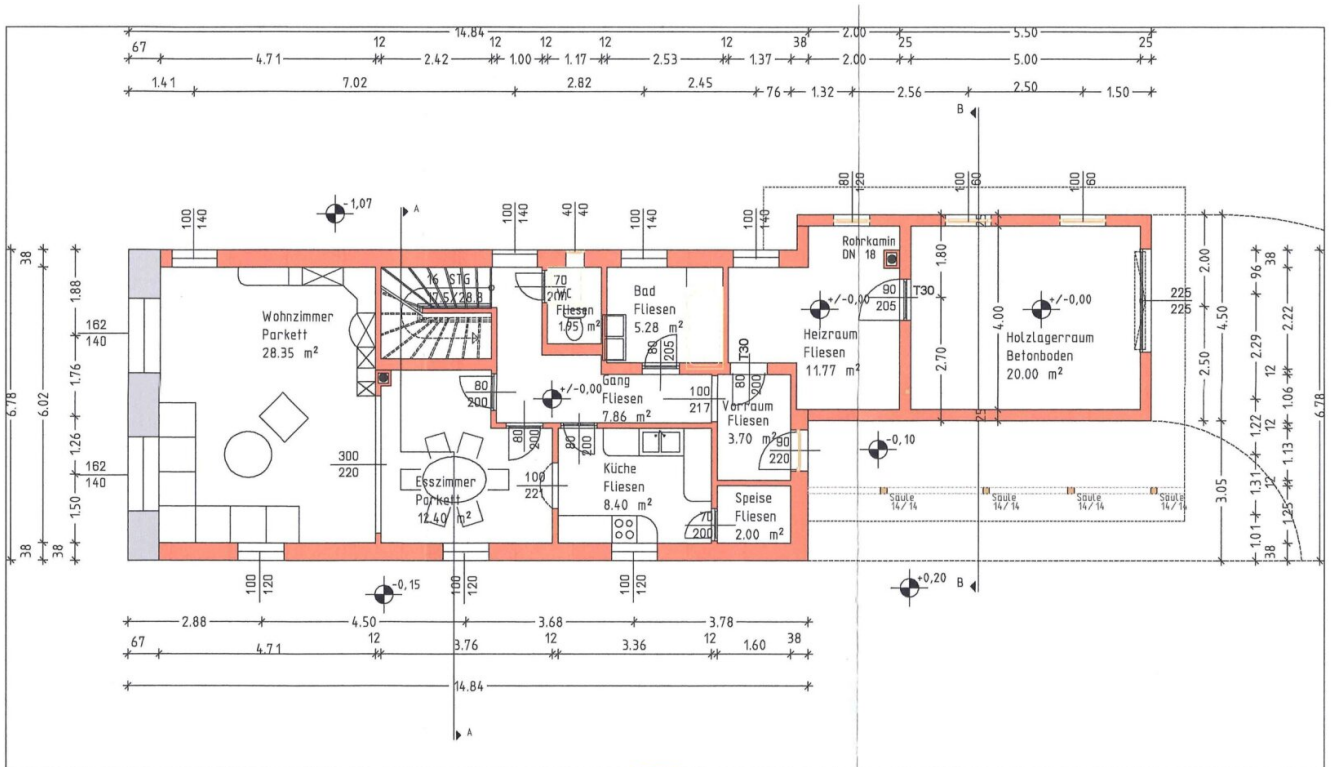 14.84 2.00 5.50
67 12 12 12 12 12 38 25 25
4.71 2.42 1.00 1.17 2.53 1.37 2.00 5.00
1.41 7.02 2.82 2.45 76 1.32 2.56 2.50 1.50
B
80
120
100
60
100
60
-1,07
A
100
140
100
140
40
40
100
140
100
140
25
Rohrkamin
DN 18
1.80
90
205
T30
+/-0,00
Heizraum
Fliesen
11.77 m²
2.70
4.00
25
+/-0,00
Holzlagerraum
Betonboden
20.00 m²
225
225
16 STG
17.5/28.8
70
200
WC
Fliesen
1.95 m²
Bad
Fliesen
5.28 m²
80
205
T30
80
200
Wohnzimmer
Parkett
28.35 m²
162
140
162
140
80
200
+/-0,00
Gang
Fliesen
7.86 m²
100
217
Vorraum
Fliesen
3.70 m²
90
220
-0,10
80
200
80
200
300
220
Esszimmer
Parkett
12.40 m²
100
221
Küche
Fliesen
8.40 m²
70
200
Speise
Fliesen
2.00 m²
Säule
14/14
Säule
14/14
Säule
14/14
Säule
14/14
100
120
-0,15
100
120
100
120
+0,20
B
6.78
38
6.02
38
1.88
1.76
1.26
1.50
38
2.00
2.50
4.50
3.05
96
2.29
1.22
1.31
1.01
38
2.22
12
1.06
12
1.13
12
1.25
38
6.78
2.88 4.50 3.68 3.78
67 12 12 12 38
4.71 3.76 3.36 1.60
14.84
A